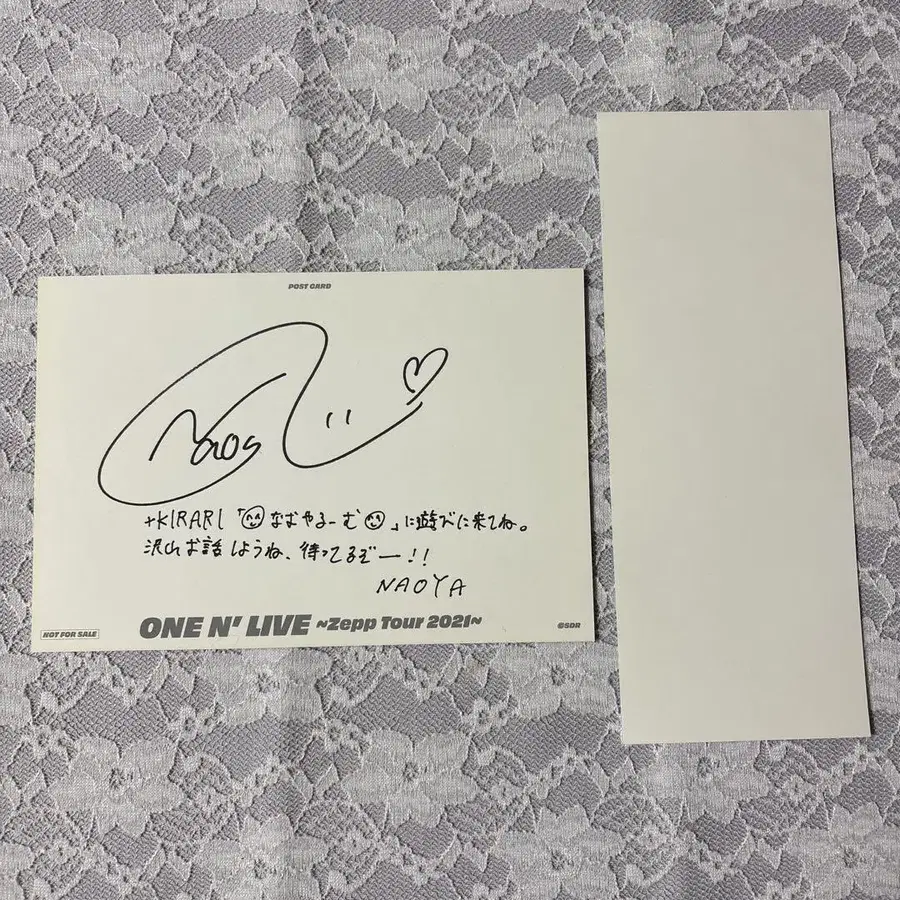 POST CARD
Naos
+KIRARI「 なおやるーむ 」に遊びに来てね。
沢山お話しようね、待ってるぞー!!
NAOYA
NOT FOR SALE
ONE N' LIVE ~Zepp Tour 2021~
©SDR